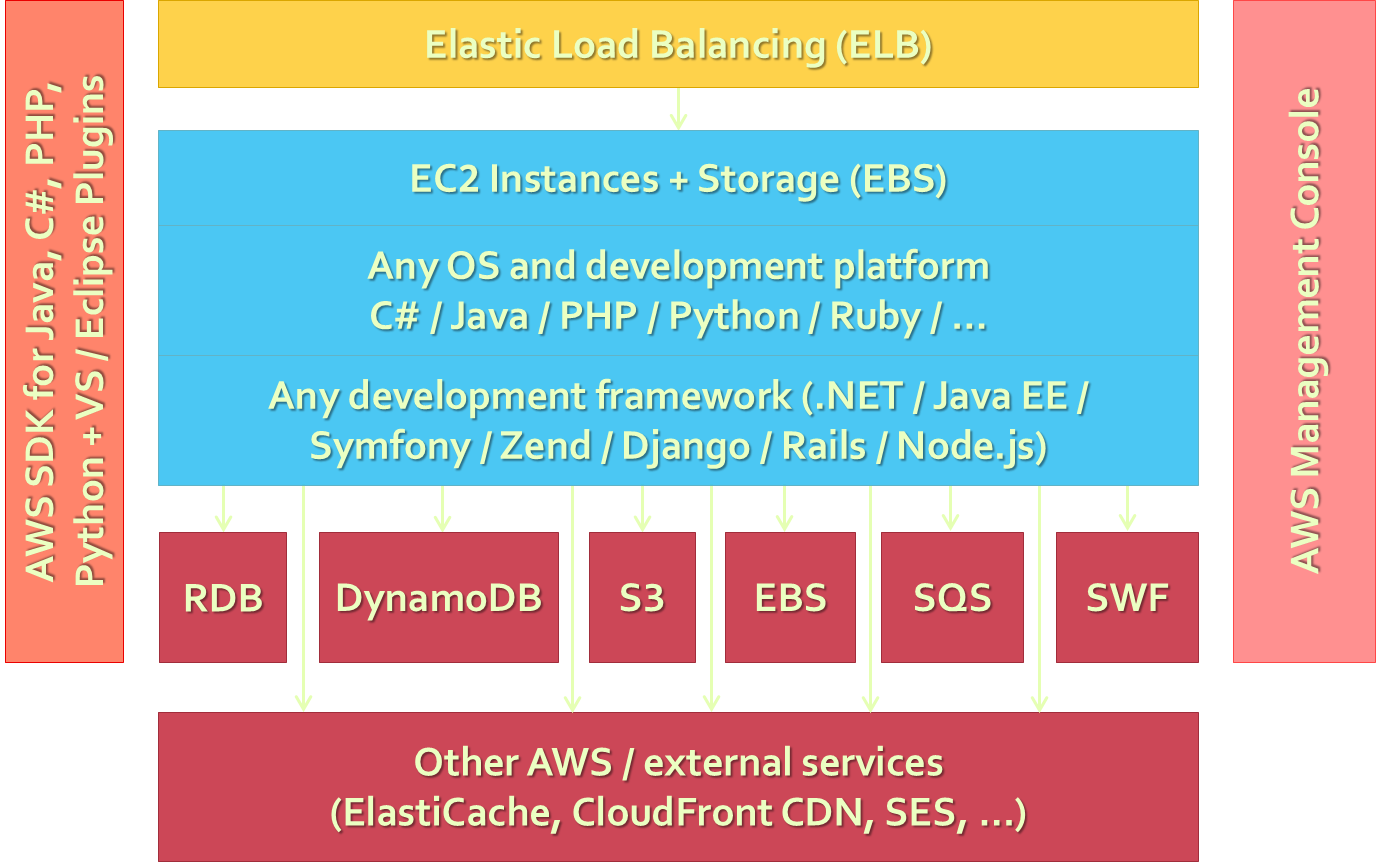 AWS SDK for Java, C#, PHP,
Python + VS / Eclipse Plugins
Elastic Load Balancing (ELB)
EC2 Instances + Storage (EBS)
Any OS and development platform
C# / Java / PHP / Python / Ruby / ...
Any development framework (.NET / Java EE /
Symfony / Zend / Django / Rails / Node.js)
RDB
DynamoDB
S3
EBS
SQS
SWF
Other AWS / external services
(ElastiCache, CloudFront CDN, SES, ...)
AWS Management Console